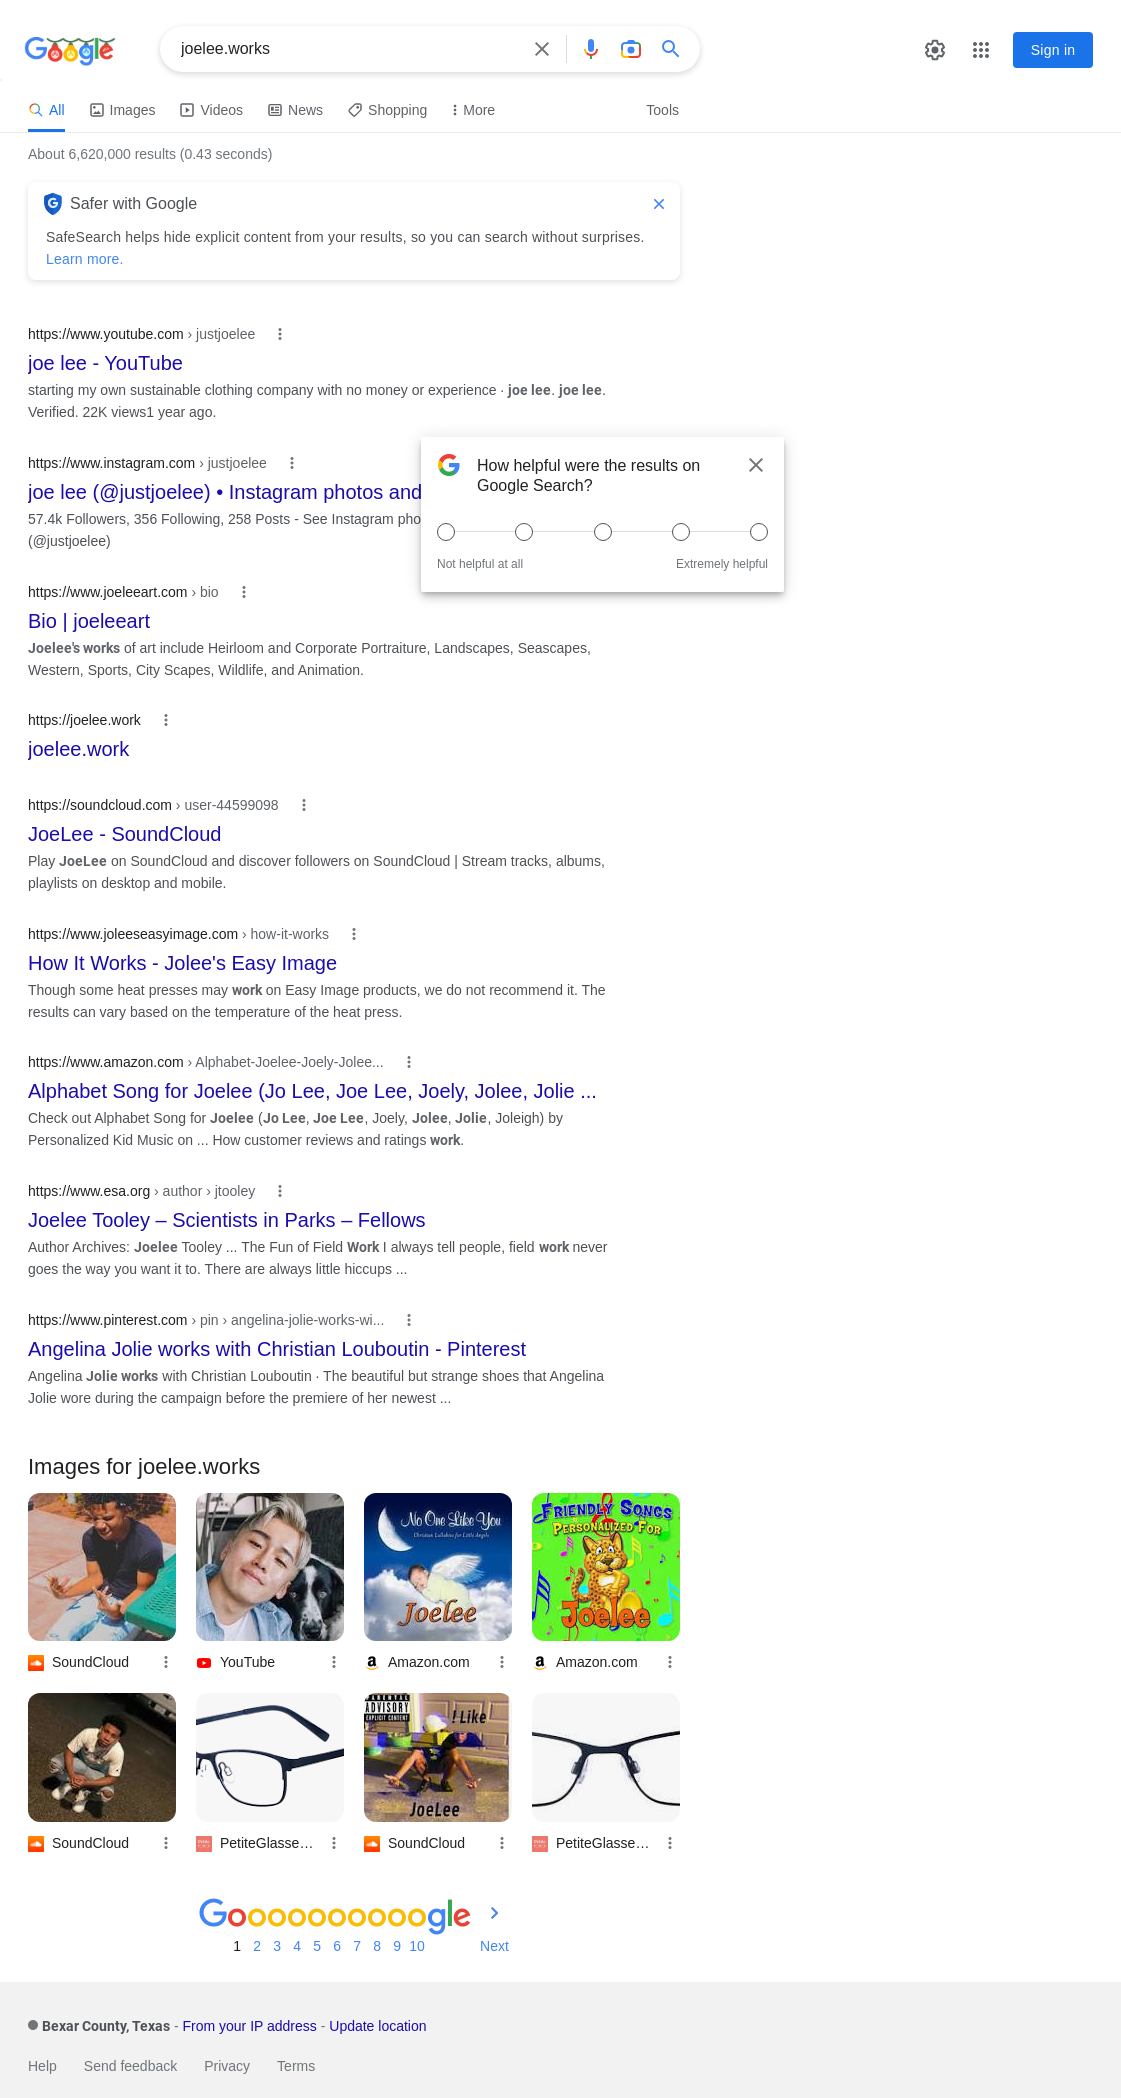 Google
joelee.works
Sign in
All
Images
Videos
News
Shopping
More
Tools
About 6,620,000 results (0.43 seconds)
Safer with Google
SafeSearch helps hide explicit content from your results, so you can search without surprises.
Learn more.
https://www.youtube.com › justjoelee
joe lee - YouTube
starting my own sustainable clothing company with no money or experience · joe lee. joe lee.
Verified. 22K views1 year ago.
https://www.instagram.com › justjoelee
joe lee (@justjoelee) • Instagram photos and
57.4k Followers, 356 Following, 258 Posts - See Instagram pho
(@justjoelee)
How helpful were the results on
Google Search?
Not helpful at all
Extremely helpful
https://www.joeleeart.com › bio
Bio | joeleeart
Joelee's works of art include Heirloom and Corporate Portraiture, Landscapes, Seascapes,
Western, Sports, City Scapes, Wildlife, and Animation.
https://joelee.work
joelee.work
https://soundcloud.com › user-44599098
JoeLee - SoundCloud
Play JoeLee on SoundCloud and discover followers on SoundCloud | Stream tracks, albums,
playlists on desktop and mobile.
https://www.joleeseasyimage.com › how-it-works
How It Works - Jolee's Easy Image
Though some heat presses may work on Easy Image products, we do not recommend it. The
results can vary based on the temperature of the heat press.
https://www.amazon.com › Alphabet-Joelee-Joely-Jolee...
Alphabet Song for Joelee (Jo Lee, Joe Lee, Joely, Jolee, Jolie ...
Check out Alphabet Song for Joelee (Jo Lee, Joe Lee, Joely, Jolee, Jolie, Joleigh) by
Personalized Kid Music on ... How customer reviews and ratings work.
https://www.esa.org › author › jtooley
Joelee Tooley – Scientists in Parks – Fellows
Author Archives: Joelee Tooley ... The Fun of Field Work I always tell people, field work never
goes the way you want it to. There are always little hiccups ...
https://www.pinterest.com › pin › angelina-jolie-works-wi...
Angelina Jolie works with Christian Louboutin - Pinterest
Angelina Jolie works with Christian Louboutin · The beautiful but strange shoes that Angelina
Jolie wore during the campaign before the premiere of her newest ...
Images for joelee.works
No One Like You
Christian Lullabies for Little Angels
Joelee
FRIENDLY SONGS
PERSONALIZED FOR
Joelee
SoundCloud
YouTube
Amazon.com
Amazon.com
PARENTAL
ADVISORY
EXPLICIT CONTENT
I Like
JoeLee
SoundCloud
PetiteGlasse…
SoundCloud
PetiteGlasse…
Goooooooooogle
1 2 3 4 5 6 7 8 9 10 Next
Bexar County, Texas - From your IP address - Update location
Help
Send feedback
Privacy
Terms